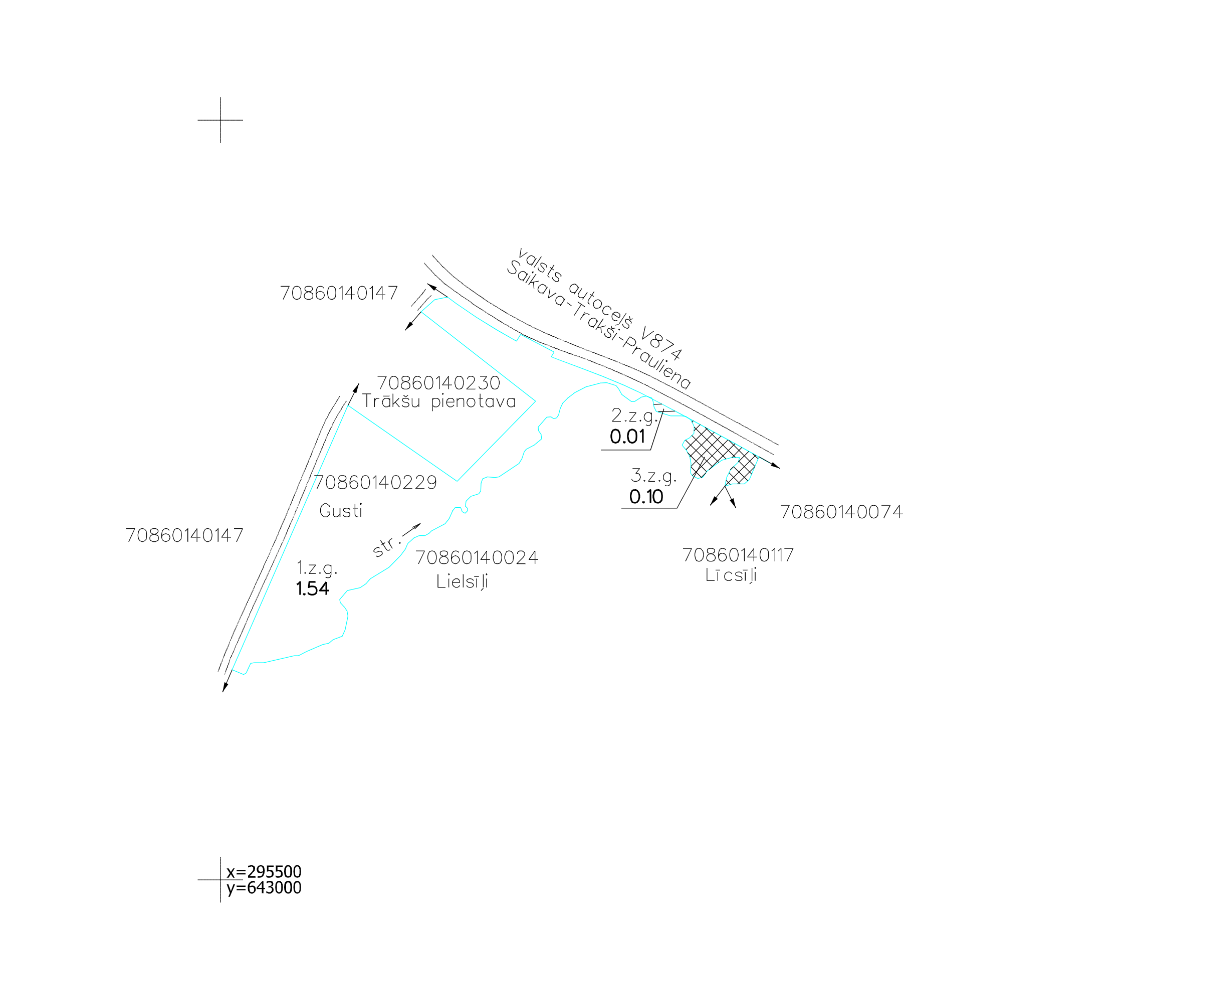 valsts autoceļš V874
Saikava-Trakši-Prauliena
70860140147
70860140230
Trākšu pienotava
2.z.g.
0.01
3.z.g.
0.10
70860140229
Gusti
70860140074
70860140147
str.
70860140024
Lielsīļi
70860140117
Līcsīļi
1.z.g.
1.54
x=295500
y=643000